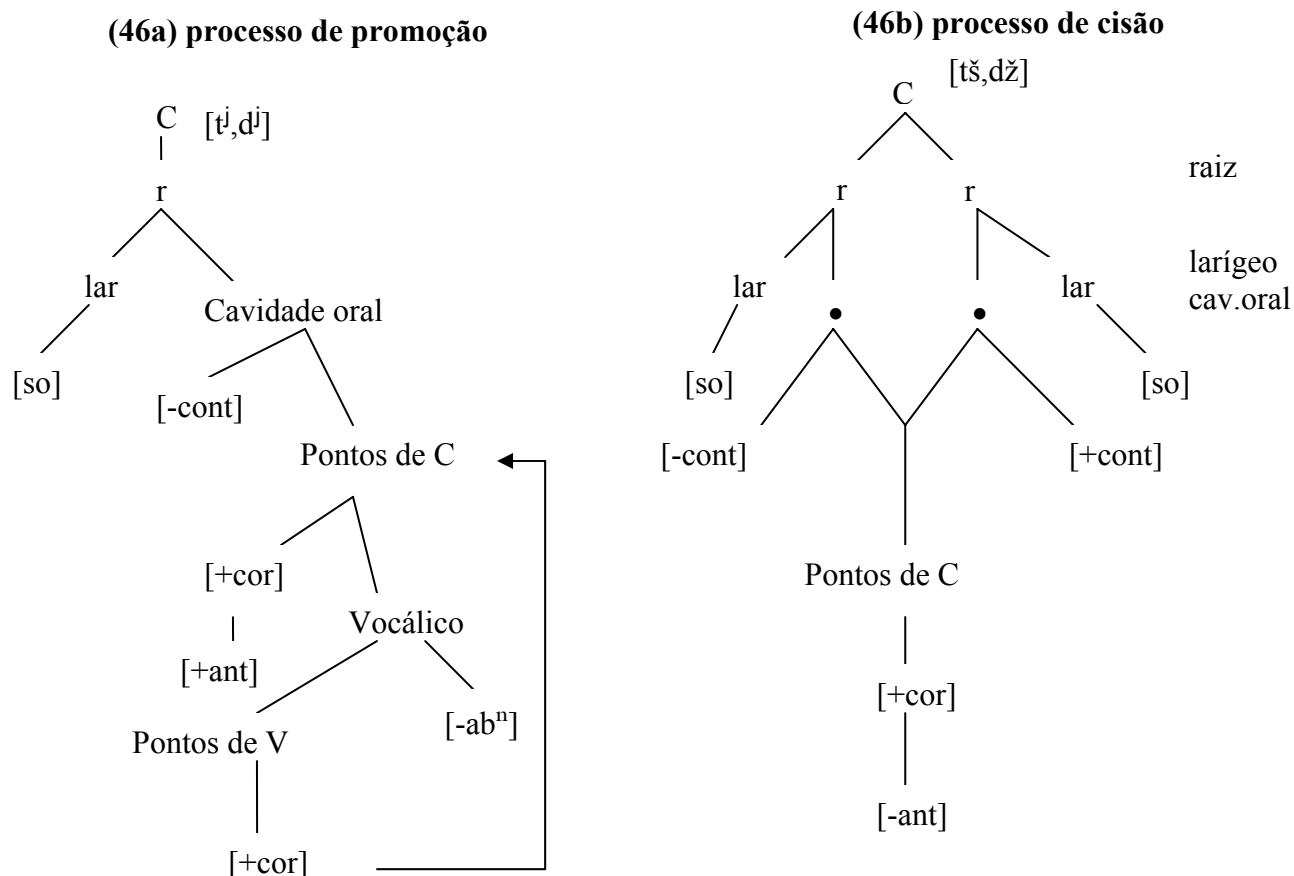 (46a) processo de promoção
C [tʲ,dʲ]
r
lar
Cavidade oral
[so]
[-cont]
Pontos de C
[+cor]
Vocálico
[+ant]
[-abⁿ]
Pontos de V
[+cor]
(46b) processo de cisão
C [tš,dž]
r r raiz
lar lar larígeo
cav.oral
[so] [so]
[-cont] [+cont]
Pontos de C
[+cor]
[-ant]